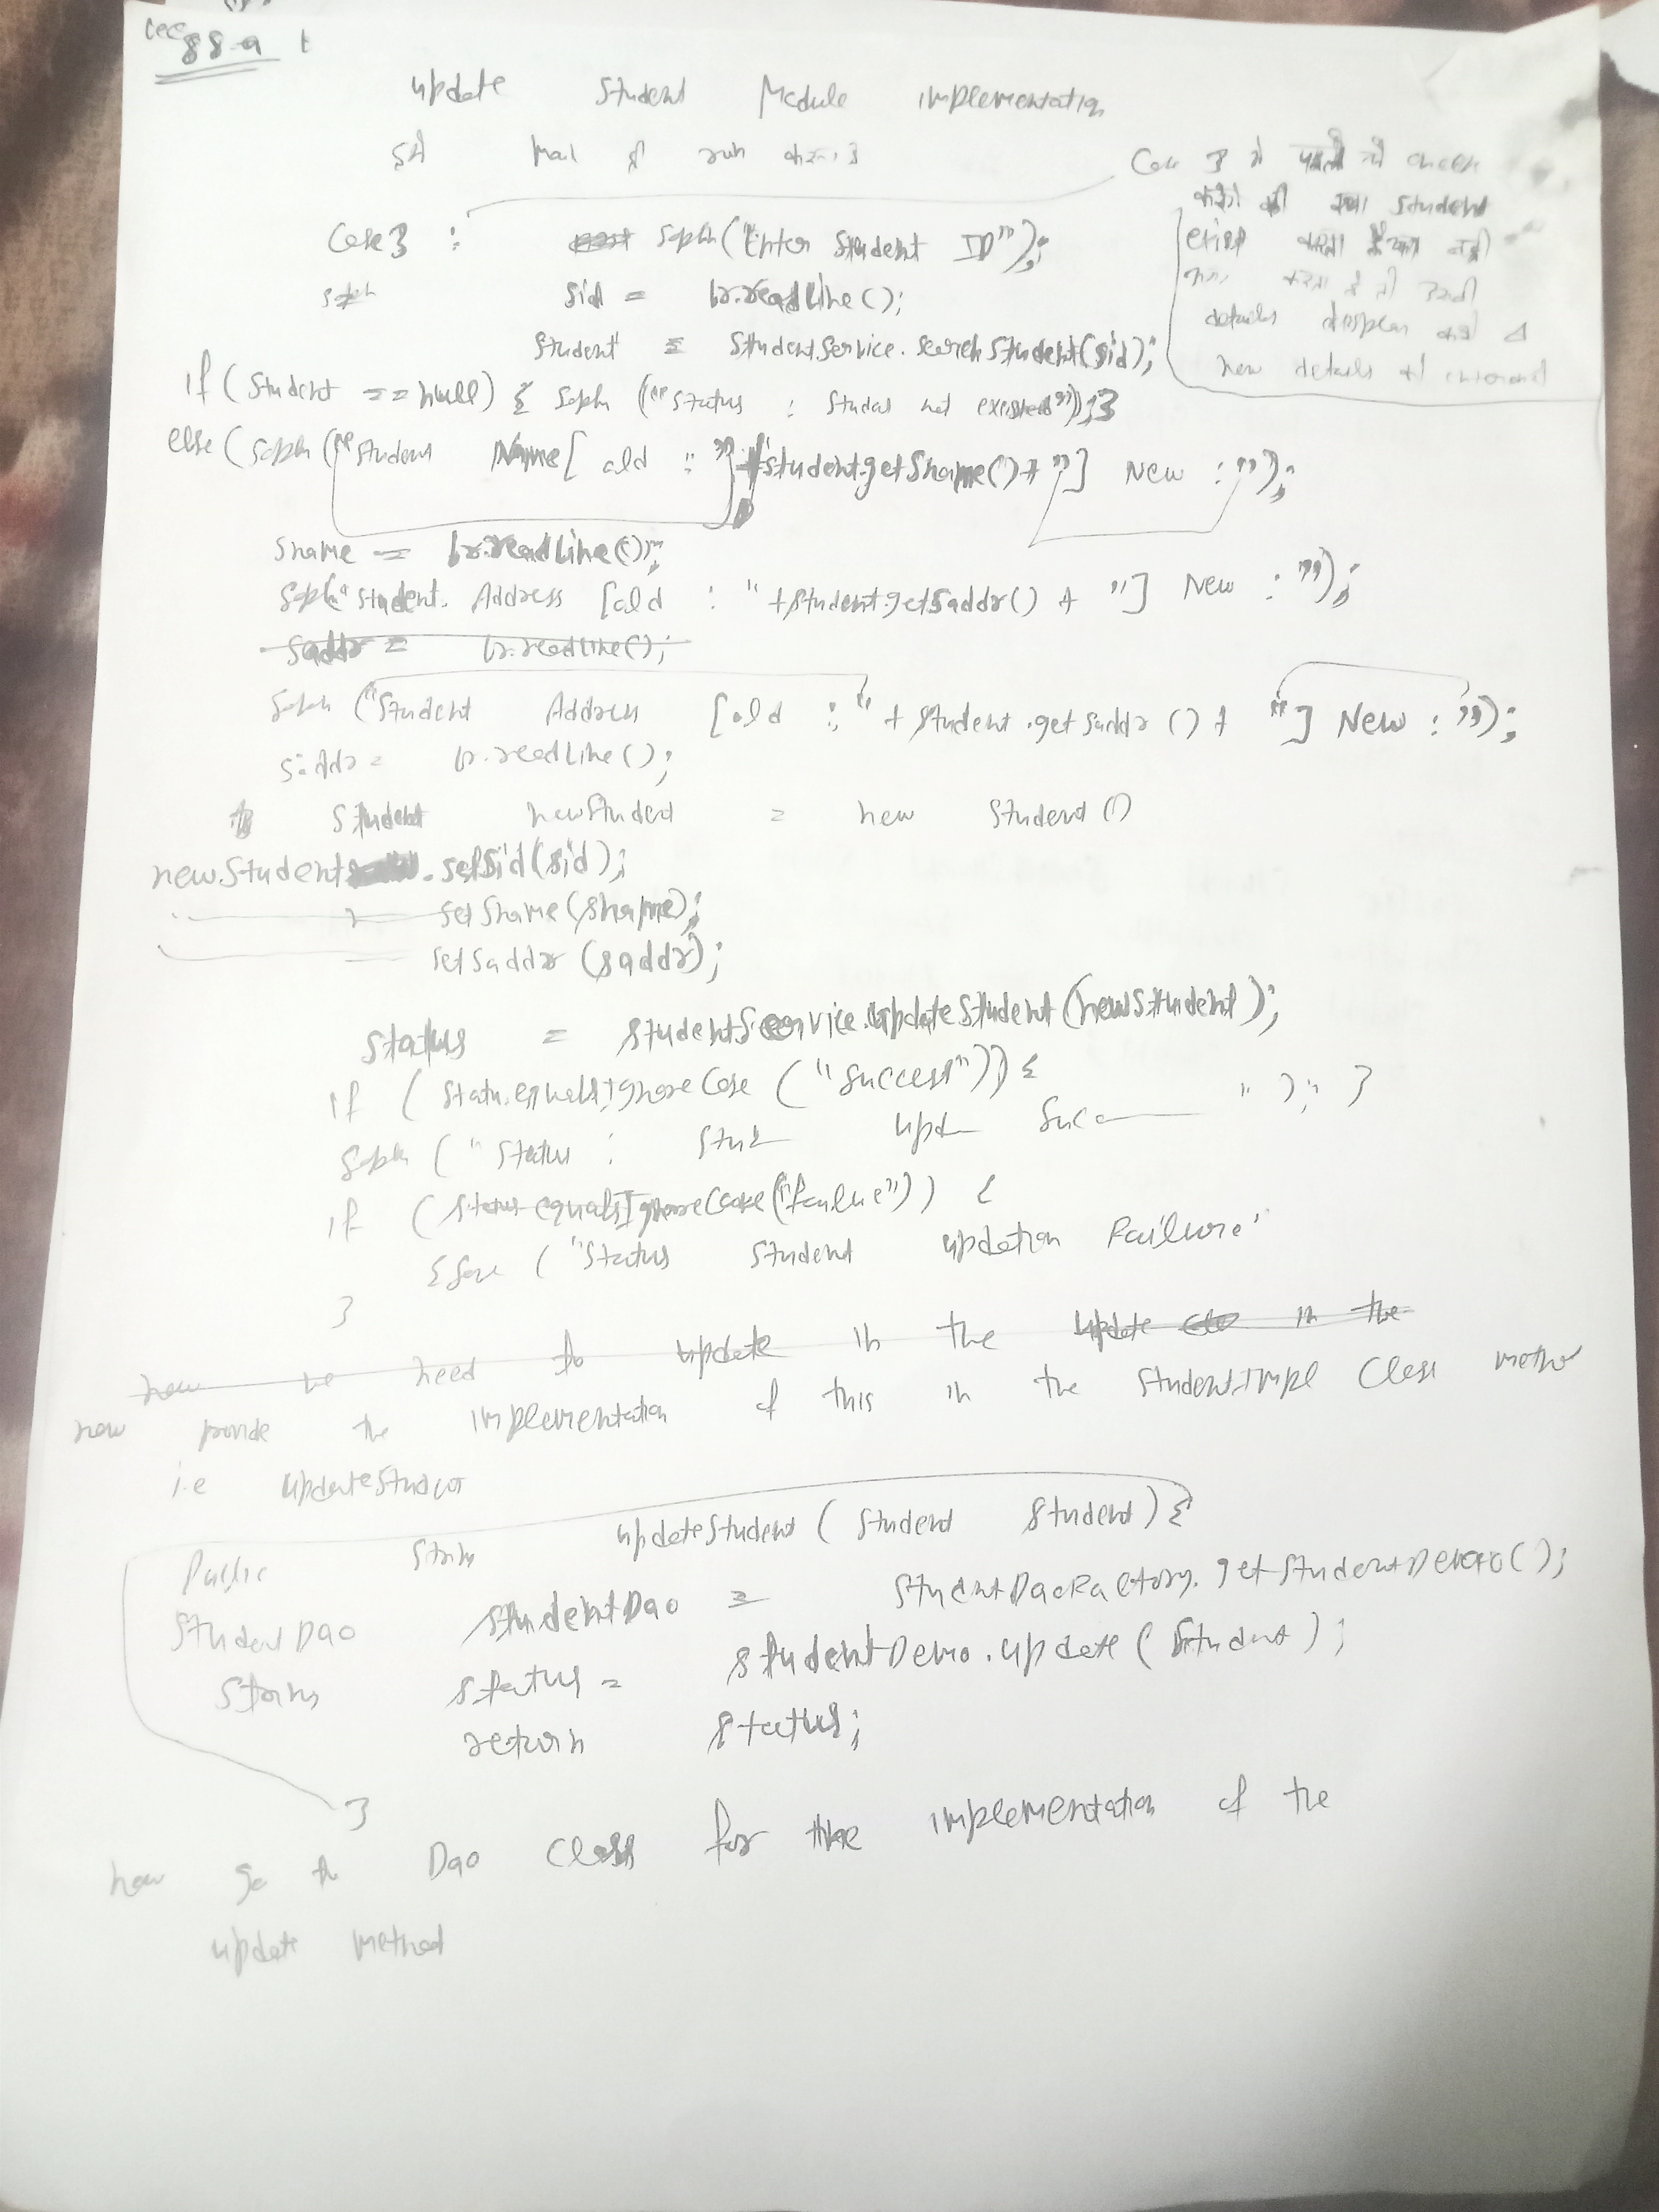 Lec 88-a
update Student Module implementation
run करना
Case 3 में पहले check
करेंगे की क्या student
exist करता है या नहीं
details display करो
new details
Case 3 : Sopln("Enter Student ID");
Sopln sid = br.readLine();
Student = StudentService.searchStudent(sid);
if (Student == null) { Sopln ("Status : Student not existed"); }
else ( Sopln ("Student Name[ old : " + student.getSname() + "] New : ");
sname = br.readLine();
Sopln("Student. Address [old : " + student.getSaddr() + "] New : ");
saddr = br.readLine();
Sopln ("Student Address [old : " + student.getSaddr () + "] New : ");
saddr = br.readLine();
Student newStudent = new Student ()
newStudent.setSid(sid);
setSname (sname);
setSaddr (saddr);
Status = studentService.updateStudent (newStudent);
if ( Status.equalsIgnoreCase ("success")) {
Sopln ( "Status : Stud upd Succ "); }
if ( Status equalsIgnoreCase("failure")) {
{ Sop ( "Status Student updation Failure"
}
now we need to update in the update in the
now provide the implementation of this in the StudentImpl Class method
i.e updateStudent
Public String updateStudent ( Student Student) {
StudentDao studentDao = StudentDaoFactory.getStudentDemo();
String status = studentDemo.update ( Student );
return status;
}
now go to Dao Class for the implementation of the
update method